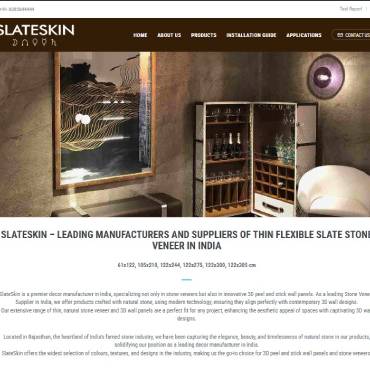 Test Report |
SLATESKIN
HOME ABOUT US PRODUCTS INSTALLATION GUIDE APPLICATIONS CONTACT US
SLATESKIN – LEADING MANUFACTURERS AND SUPPLIERS OF THIN FLEXIBLE SLATE STONE
VENEER IN INDIA
61x122, 105x210, 122x244, 122x275, 122x300, 122x305 cm
SlateSkin is a premier decor manufacturer in India, specializing not only in stone veneers but also in innovative 3D peel and stick wall panels. As a leading Stone Veneer
Supplier in India, we offer products crafted with natural stone, using modern technology, ensuring they align perfectly with contemporary 3D wall designs.
Our extensive range of thin, natural stone veneer and 3D wall panels are a perfect fit for any project, enhancing the aesthetic appeal of spaces with captivating 3D wall
designs.
Located in Rajasthan, the heartland of India's famed stone industry, we have been capturing the elegance, beauty, and timelessness of natural stone in our products,
solidifying our position as a leading decor manufacturer in India.
SlateSkin offers the widest selection of colours, textures, and designs in the industry, making us the go-to choice for 3D peel and stick wall panels and stone veneers